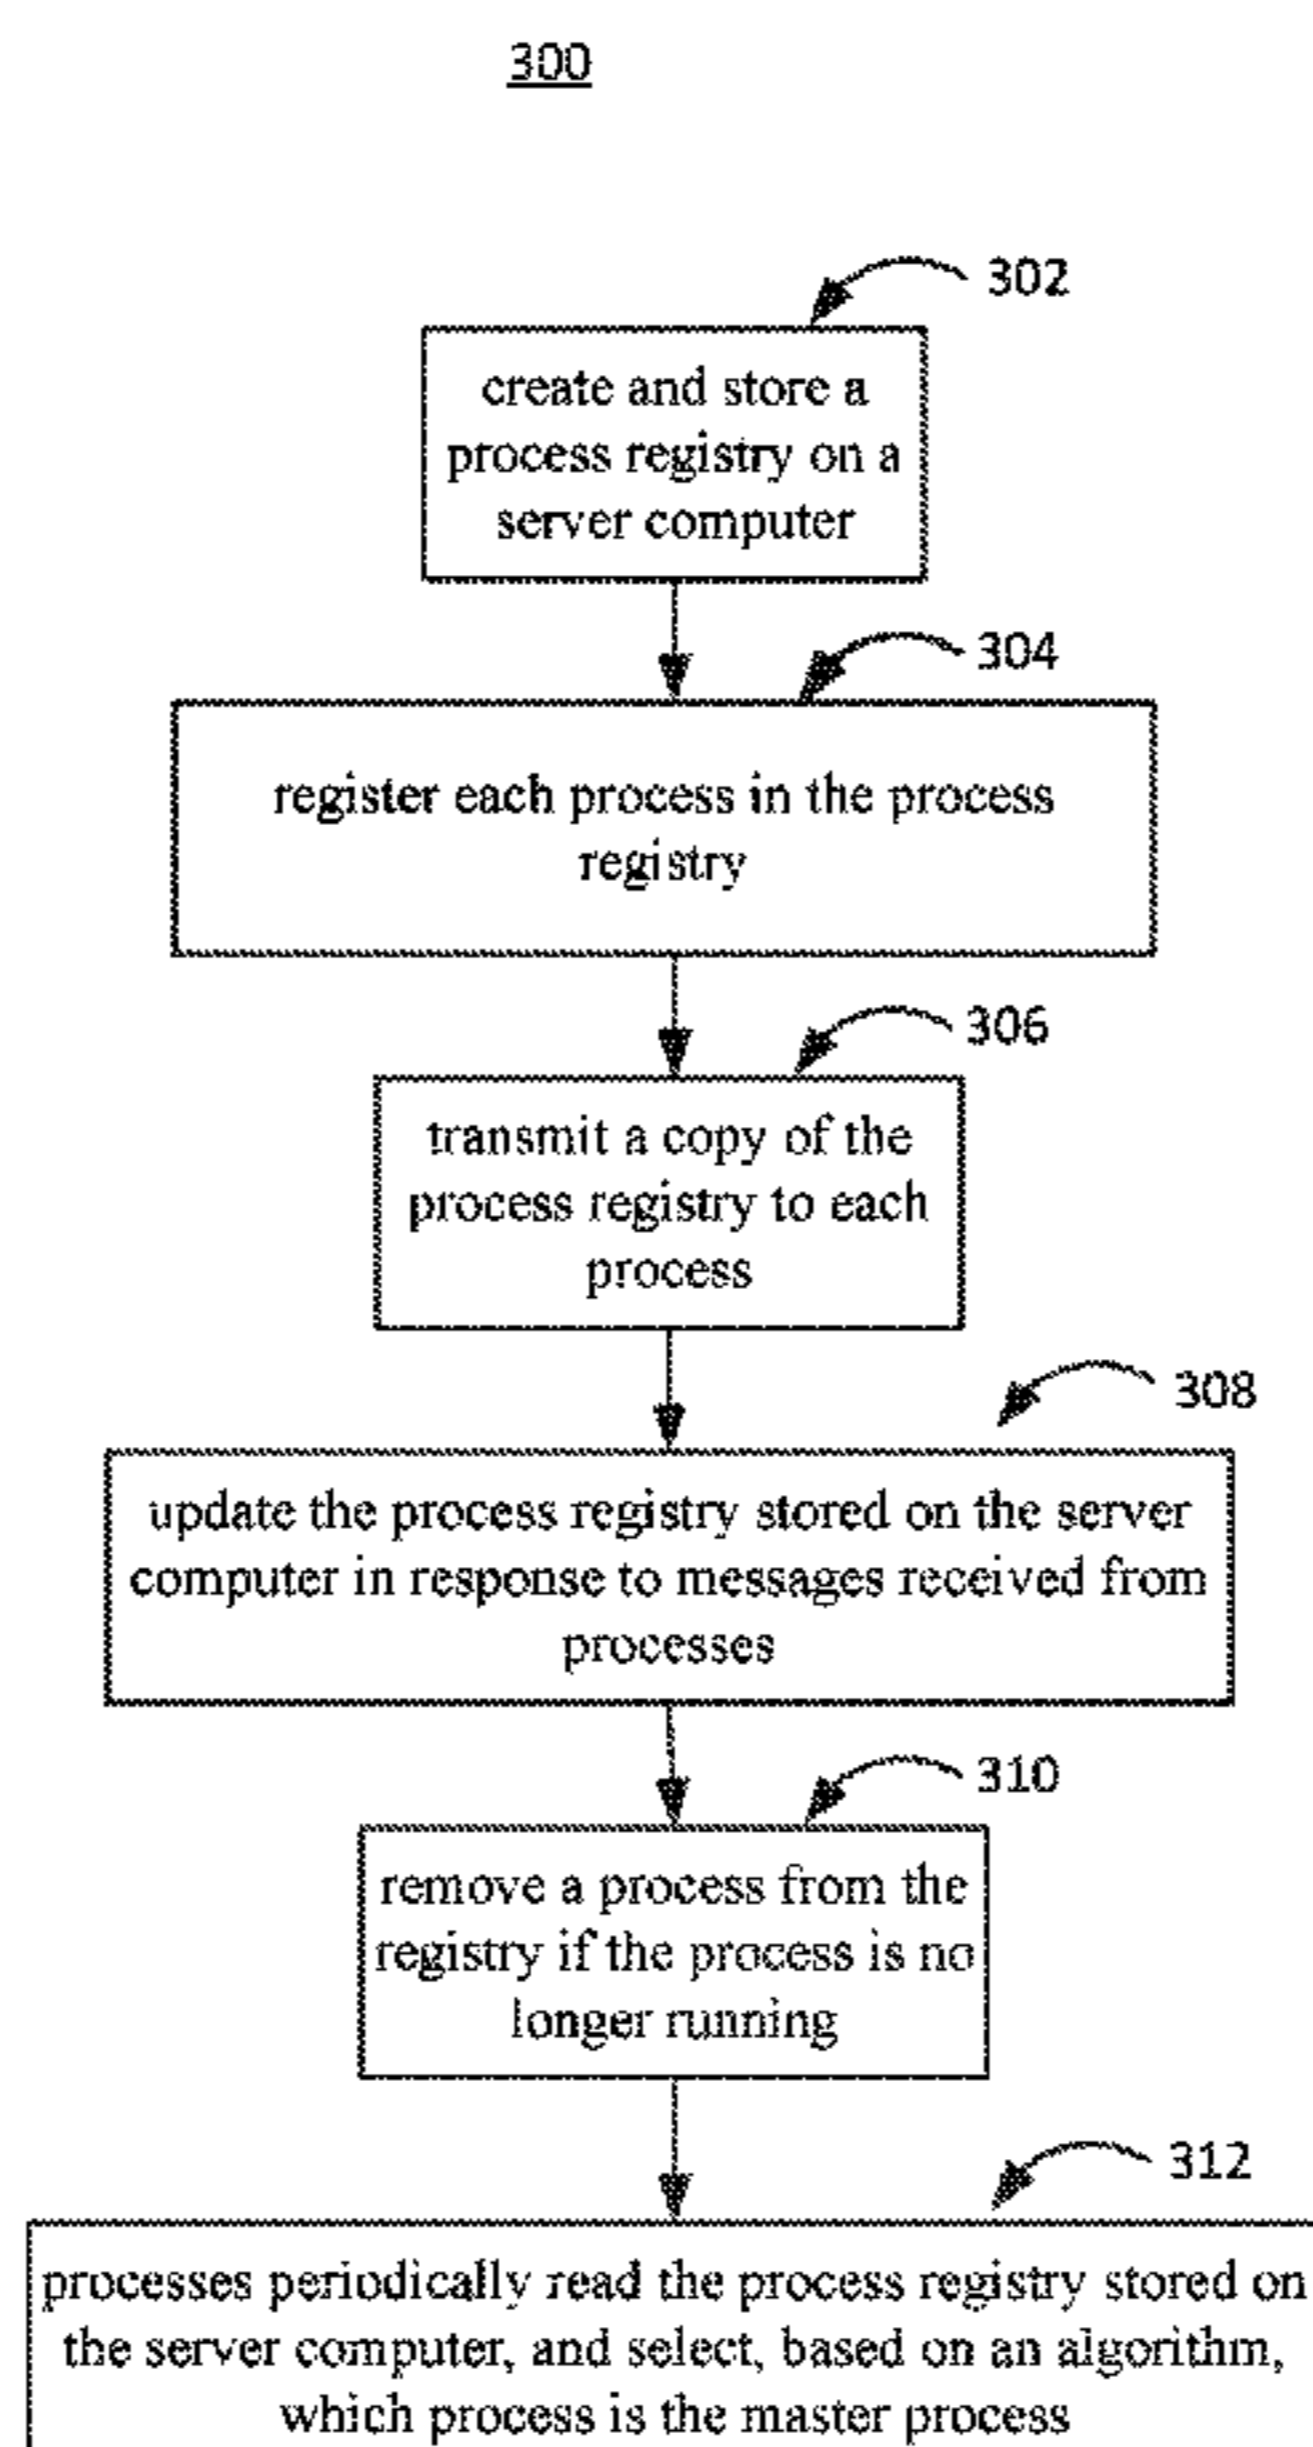 300
302
create and store a
process registry on a
server computer
304
register each process in the process
registry
306
transmit a copy of the
process registry to each
process
308
update the process registry stored on the server
computer in response to messages received from
processes
310
remove a process from the
registry if the process is no
longer running
312
processes periodically read the process registry stored on
the server computer, and select, based on an algorithm,
which process is the master process